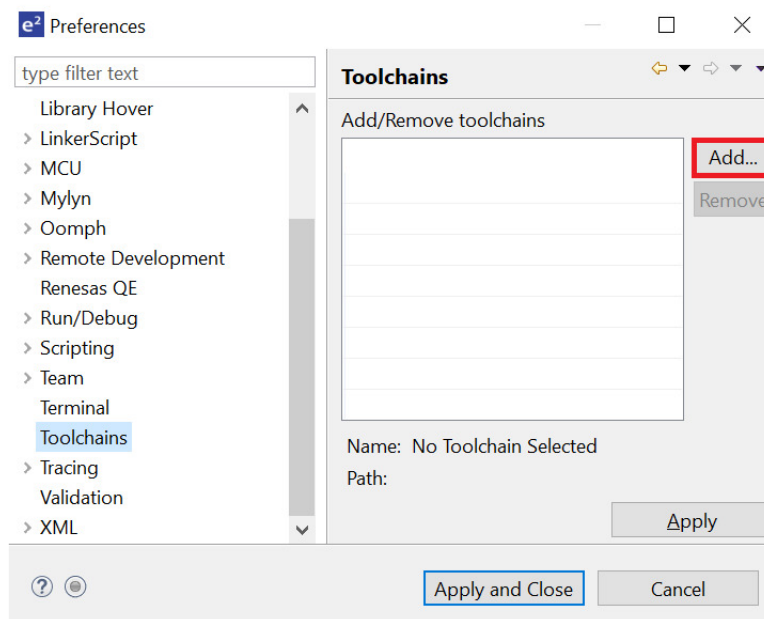 e² Preferences
type filter text
Library Hover
LinkerScript
MCU
Mylyn
Oomph
Remote Development
Renesas QE
Run/Debug
Scripting
Team
Terminal
Toolchains
Tracing
Validation
XML
Toolchains
Add/Remove toolchains
Add...
Remove
Name: No Toolchain Selected
Path:
Apply
?
Apply and Close
Cancel